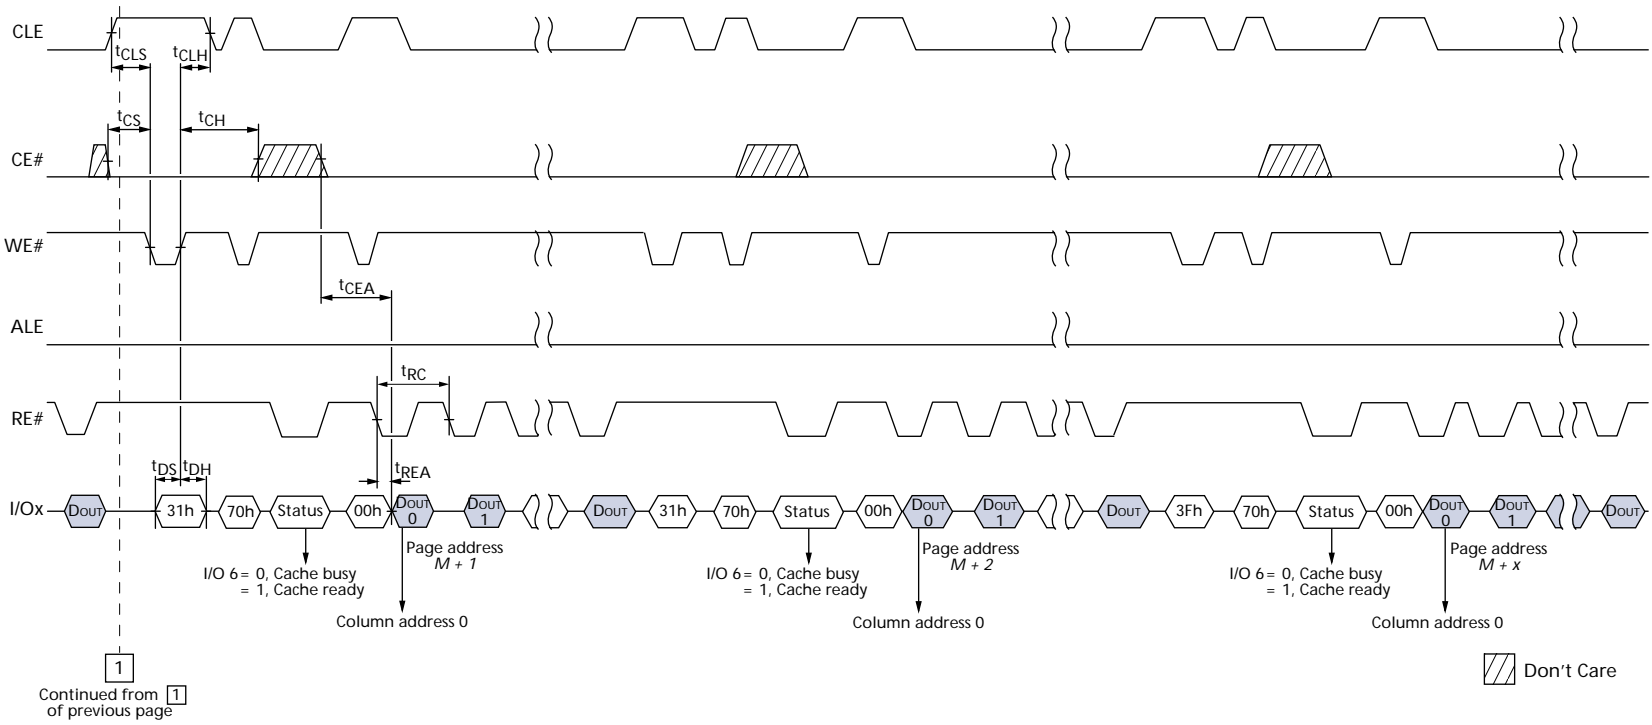 CLE
tCLS tCLH
tCS tCH
CE#
WE#
tCEA
ALE
tRC
RE#
tDS tDH
tREA
I/Ox DOUT 31h 70h Status 00h DOUT 0 DOUT 1 DOUT 31h 70h Status 00h DOUT 0 DOUT 1 DOUT 3Fh 70h Status 00h DOUT 0 DOUT 1 DOUT
Page address
M + 1
I/O 6 = 0, Cache busy
= 1, Cache ready
Column address 0
Page address
M + 2
I/O 6 = 0, Cache busy
= 1, Cache ready
Column address 0
Page address
M + x
I/O 6 = 0, Cache busy
= 1, Cache ready
Column address 0
1
Continued from 1
of previous page
Don't Care